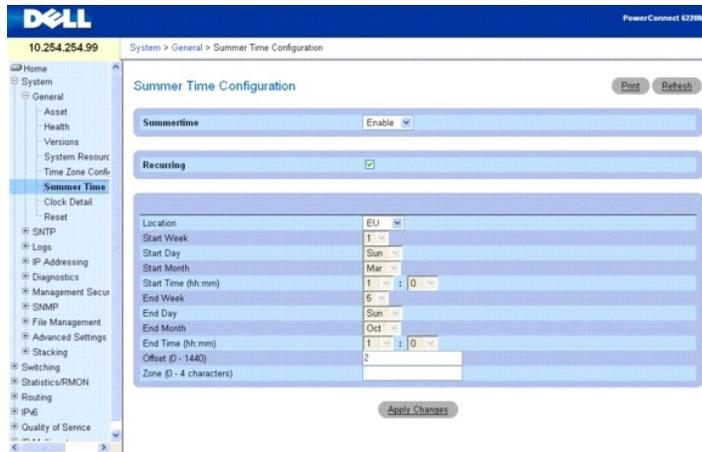 DELL
PowerConnect 6220M
10.254.254.99
System > General > Summer Time Configuration
Home
System
General
Asset
Health
Versions
System Resourc
Time Zone Confi
Summer Time
Clock Detail
Reset
SNTP
Logs
IP Addressing
Diagnostics
Management Secur
SNMP
File Management
Advanced Settings
Stacking
Switching
Statistics/RMON
Routing
IPv6
Quality of Service
Summer Time Configuration
Print Refresh
Summertime Enable
Recurring
Location EU
Start Week 1
Start Day Sun
Start Month Mar
Start Time (hh:mm) 1 : 0
End Week 5
End Day Sun
End Month Oct
End Time (hh:mm) 1 : 0
Offset (0 - 1440) 2
Zone (0 - 4 characters)
Apply Changes